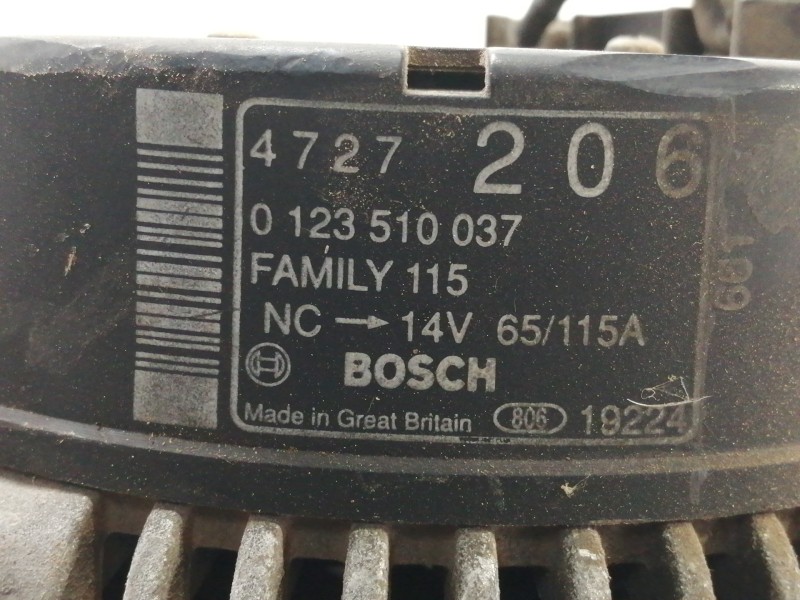 4727 206
0 123 510 037
FAMILY 115
NC → 14V 65/115A
BOSCH
Made in Great Britain 806 19224
601